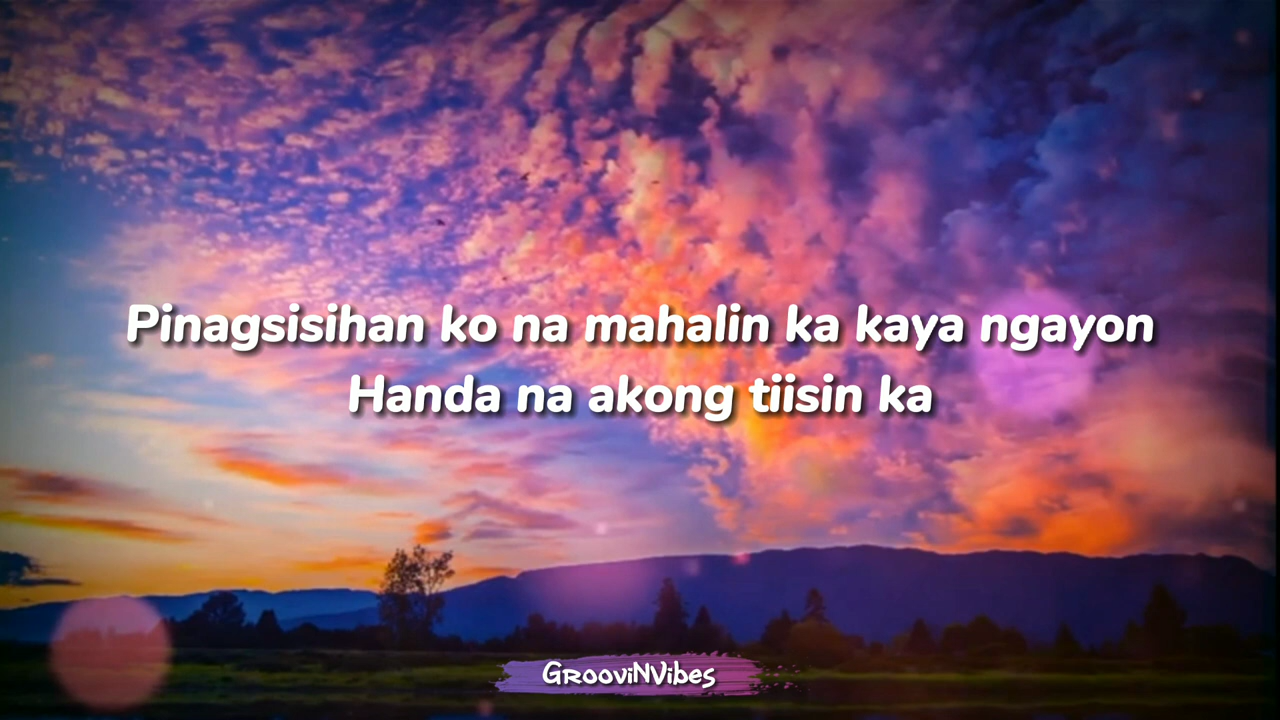 Pinagsisihan ko na mahalin ka kaya ngayon
Handa na akong tiisin ka
GrooviNVibes